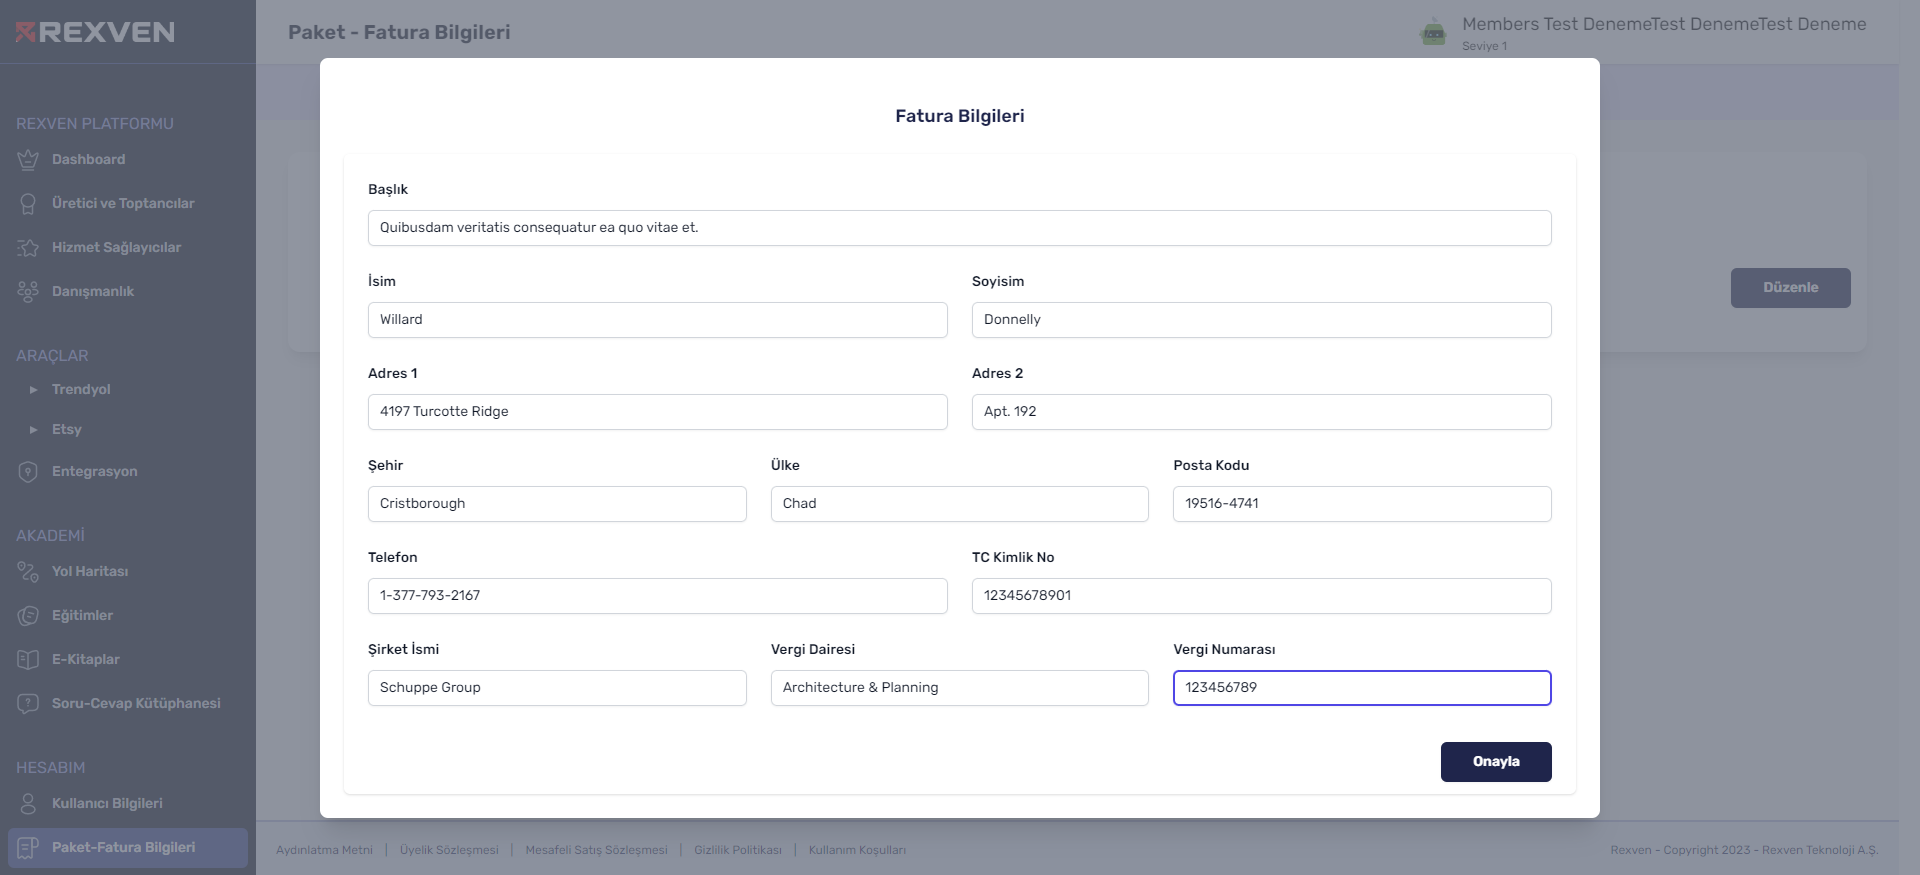 REXVEN
Paket - Fatura Bilgileri
Members Test DenemeTest DenemeTest Deneme
Seviye 1
REXVEN PLATFORMU
Dashboard
Üretici ve Toptancılar
Hizmet Sağlayıcılar
Danışmanlık
ARAÇLAR
Trendyol
Etsy
Entegrasyon
AKADEMİ
Yol Haritası
Eğitimler
E-Kitaplar
Soru-Cevap Kütüphanesi
HESABIM
Kullanıcı Bilgileri
Paket-Fatura Bilgileri
Düzenle
Fatura Bilgileri
Başlık
Quibusdam veritatis consequatur ea quo vitae et.
İsim Soyisim
Willard Donnelly
Adres 1 Adres 2
4197 Turcotte Ridge Apt. 192
Şehir Ülke Posta Kodu
Cristborough Chad 19516-4741
Telefon TC Kimlik No
1-377-793-2167 12345678901
Şirket İsmi Vergi Dairesi Vergi Numarası
Schuppe Group Architecture & Planning 123456789
Onayla
Aydınlatma Metni | Üyelik Sözleşmesi | Mesafeli Satış Sözleşmesi | Gizlilik Politikası | Kullanım Koşulları
Rexven - Copyright 2023 - Rexven Teknoloji A.Ş.